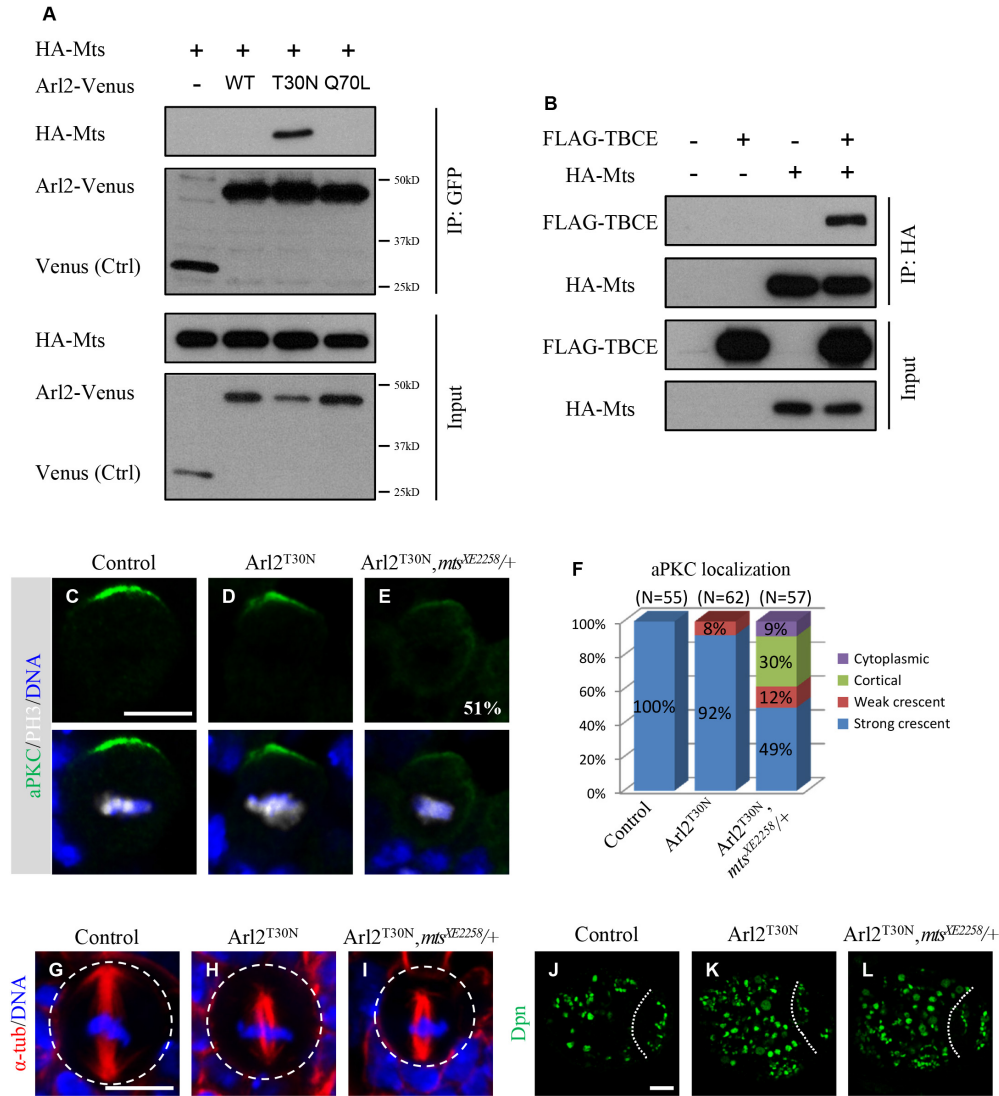 A
HA-Mts + + + +
Arl2-Venus - WT T30N Q70L
HA-Mts
Arl2-Venus
Venus (Ctrl)
50kD
37kD
25kD
IP: GFP
HA-Mts
Arl2-Venus
Venus (Ctrl)
50kD
37kD
25kD
Input
B
FLAG-TBCE - + - +
HA-Mts - - + +
FLAG-TBCE
HA-Mts
IP: HA
FLAG-TBCE
HA-Mts
Input
Control Arl2T30N Arl2T30N, mtsXE2258/+
aPKC/PH3/DNA
C D E
51%
F
aPKC localization
(N=55) (N=62) (N=57)
100%
80%
60%
40%
20%
0%
100%
8%
92%
9%
30%
12%
49%
Cytoplasmic
Cortical
Weak crescent
Strong crescent
Control
Arl2T30N
Arl2T30N,
mtsXE2258/+
Control Arl2T30N Arl2T30N, mtsXE2258/+
α-tub/DNA
G H I
Control Arl2T30N Arl2T30N, mtsXE2258/+
Dpn
J K L